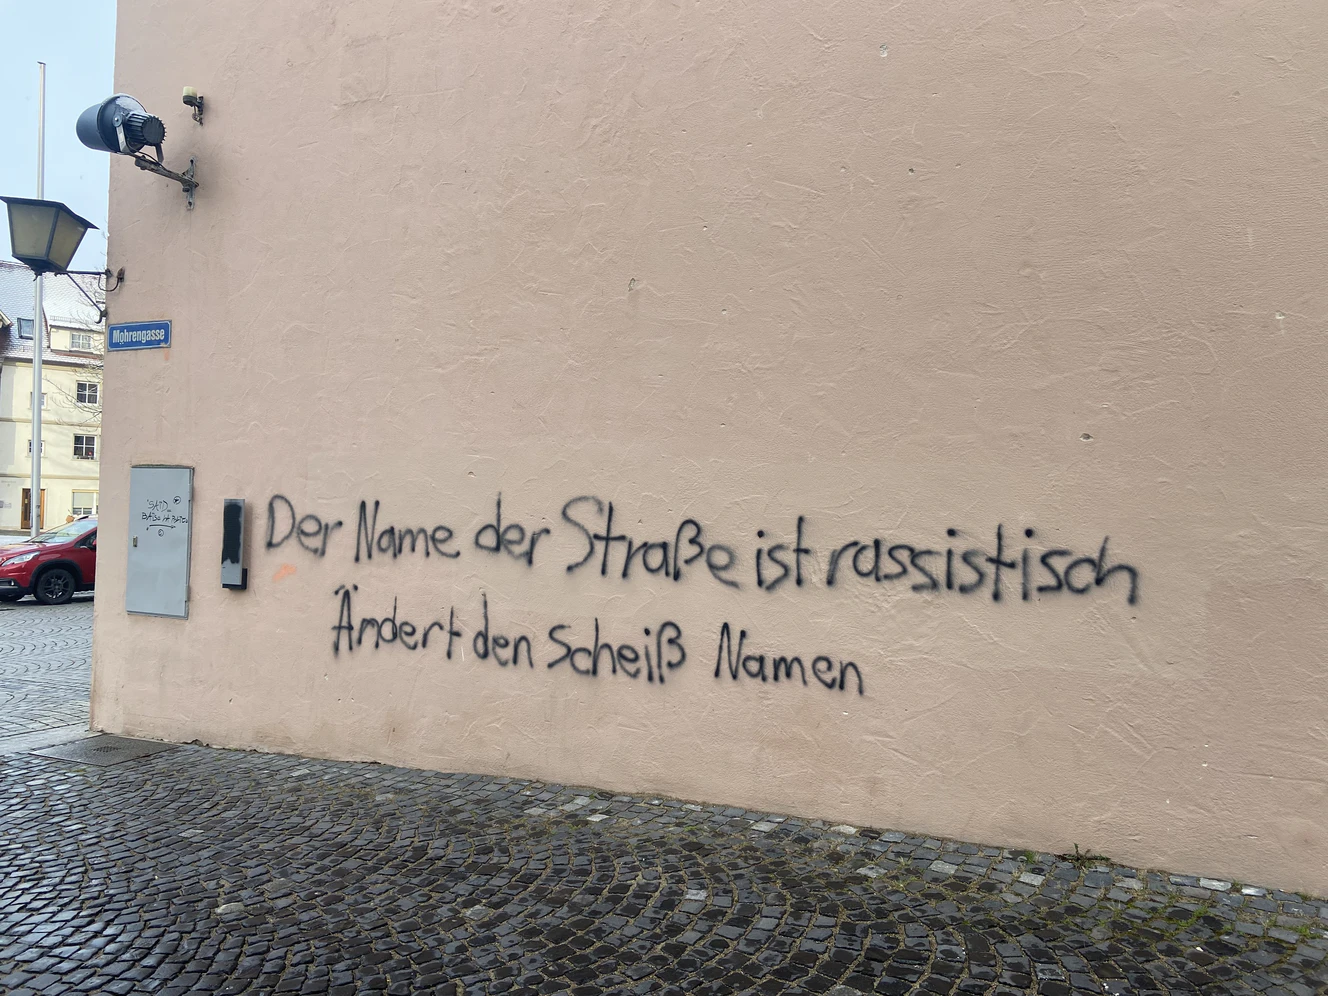 Mohrengasse
Der Name der Straße ist rassistisch
Ändert den Scheiß Namen